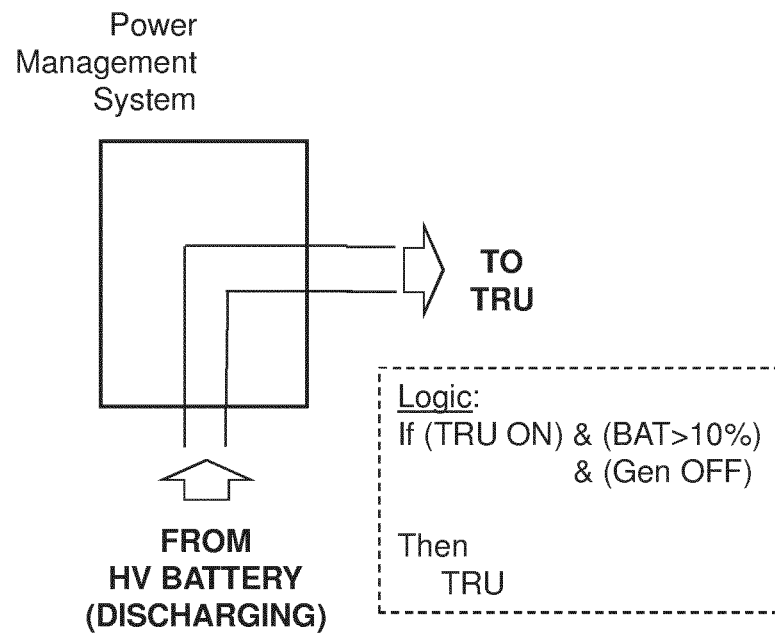 Power
Management
System
TO
TRU
Logic:
If (TRU ON) & (BAT>10%)
& (Gen OFF)
Then
TRU
FROM
HV BATTERY
(DISCHARGING)